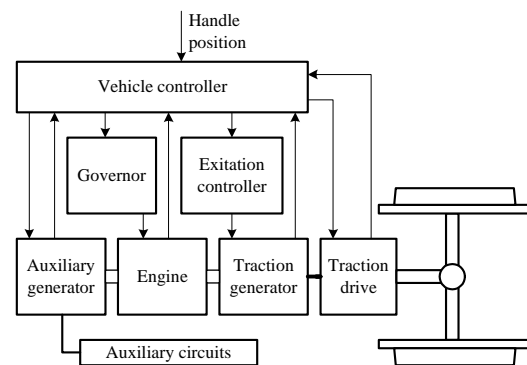 Handle
position
Vehicle controller
Governor
Exitation
controller
Auxiliary
generator
Engine
Traction
generator
Traction
drive
Auxiliary circuits